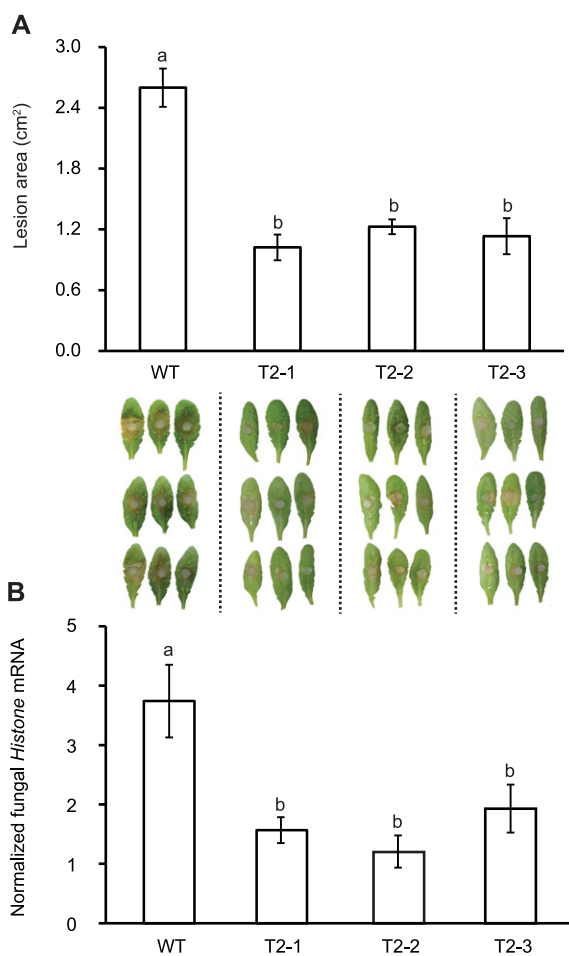 A
Lesion area (cm²)
3.0
2.4
1.8
1.2
0.6
0.0
a
b
b
b
WT T2-1 T2-2 T2-3
B
Normalized fungal Histone mRNA
5
4
3
2
1
0
a
b
b
b
WT T2-1 T2-2 T2-3